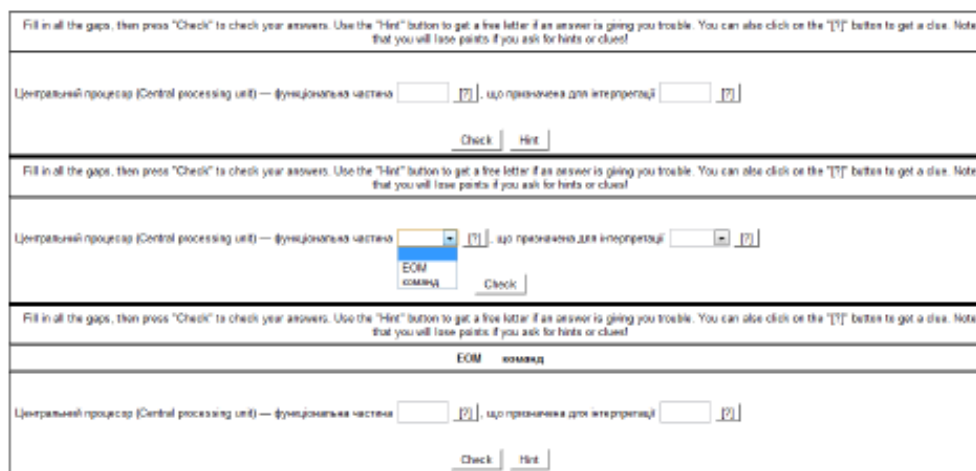 Fill in all the gaps, then press "Check" to check your answers. Use the "Hint" button to get a free letter if an answer is giving you trouble. You can also click on the "[?]" button to get a clue. Note
that you will lose points if you ask for hints or clues!
Центральний процесор (Central processing unit) — функціональна частина [?] , що призначена для інтерпретації [?]
Check Hint
Fill in all the gaps, then press "Check" to check your answers. Use the "Hint" button to get a free letter if an answer is giving you trouble. You can also click on the "[?]" button to get a clue. Note
that you will lose points if you ask for hints or clues!
Центральний процесор (Central processing unit) — функціональна частина [?] , що призначена для інтерпретації [?]
ЕОМ
команд
Check
Fill in all the gaps, then press "Check" to check your answers. Use the "Hint" button to get a free letter if an answer is giving you trouble. You can also click on the "[?]" button to get a clue. Note
that you will lose points if you ask for hints or clues!
ЕОМ команд
Центральний процесор (Central processing unit) — функціональна частина [?] , що призначена для інтерпретації [?]
Check Hint